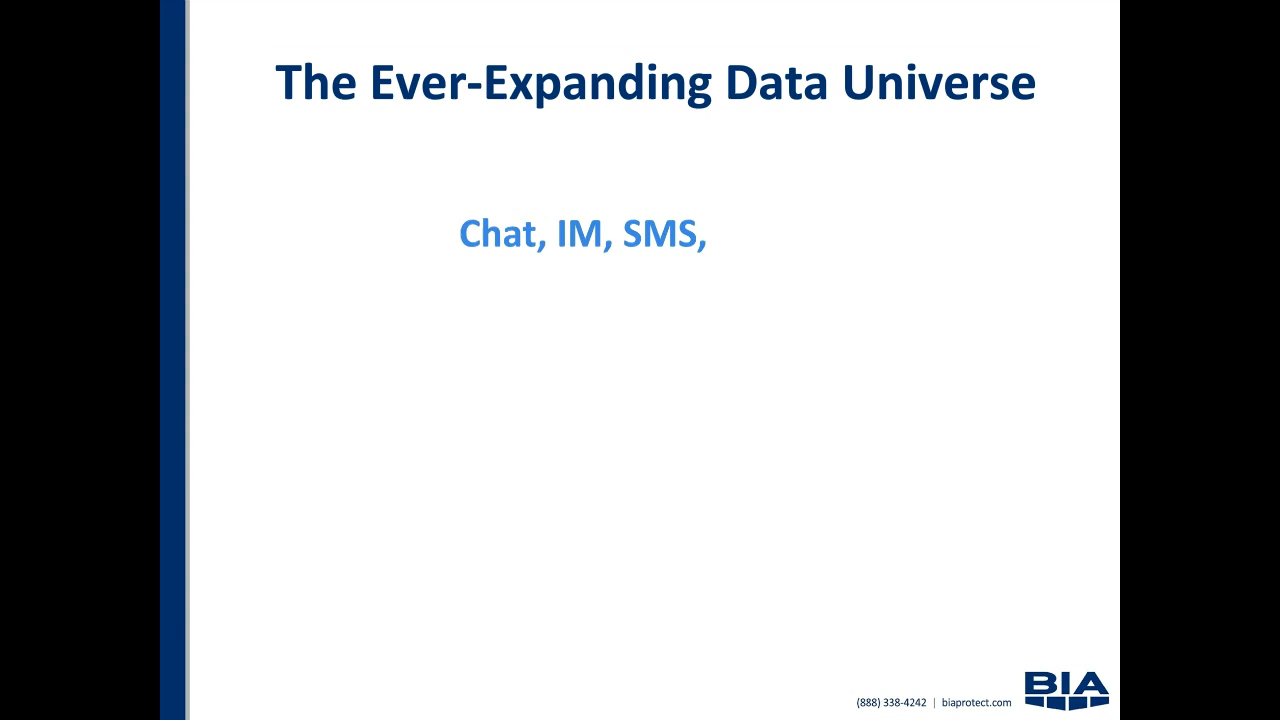 The Ever-Expanding Data Universe
Chat, IM, SMS,
(888) 338-4242 | biaprotect.com
BIA